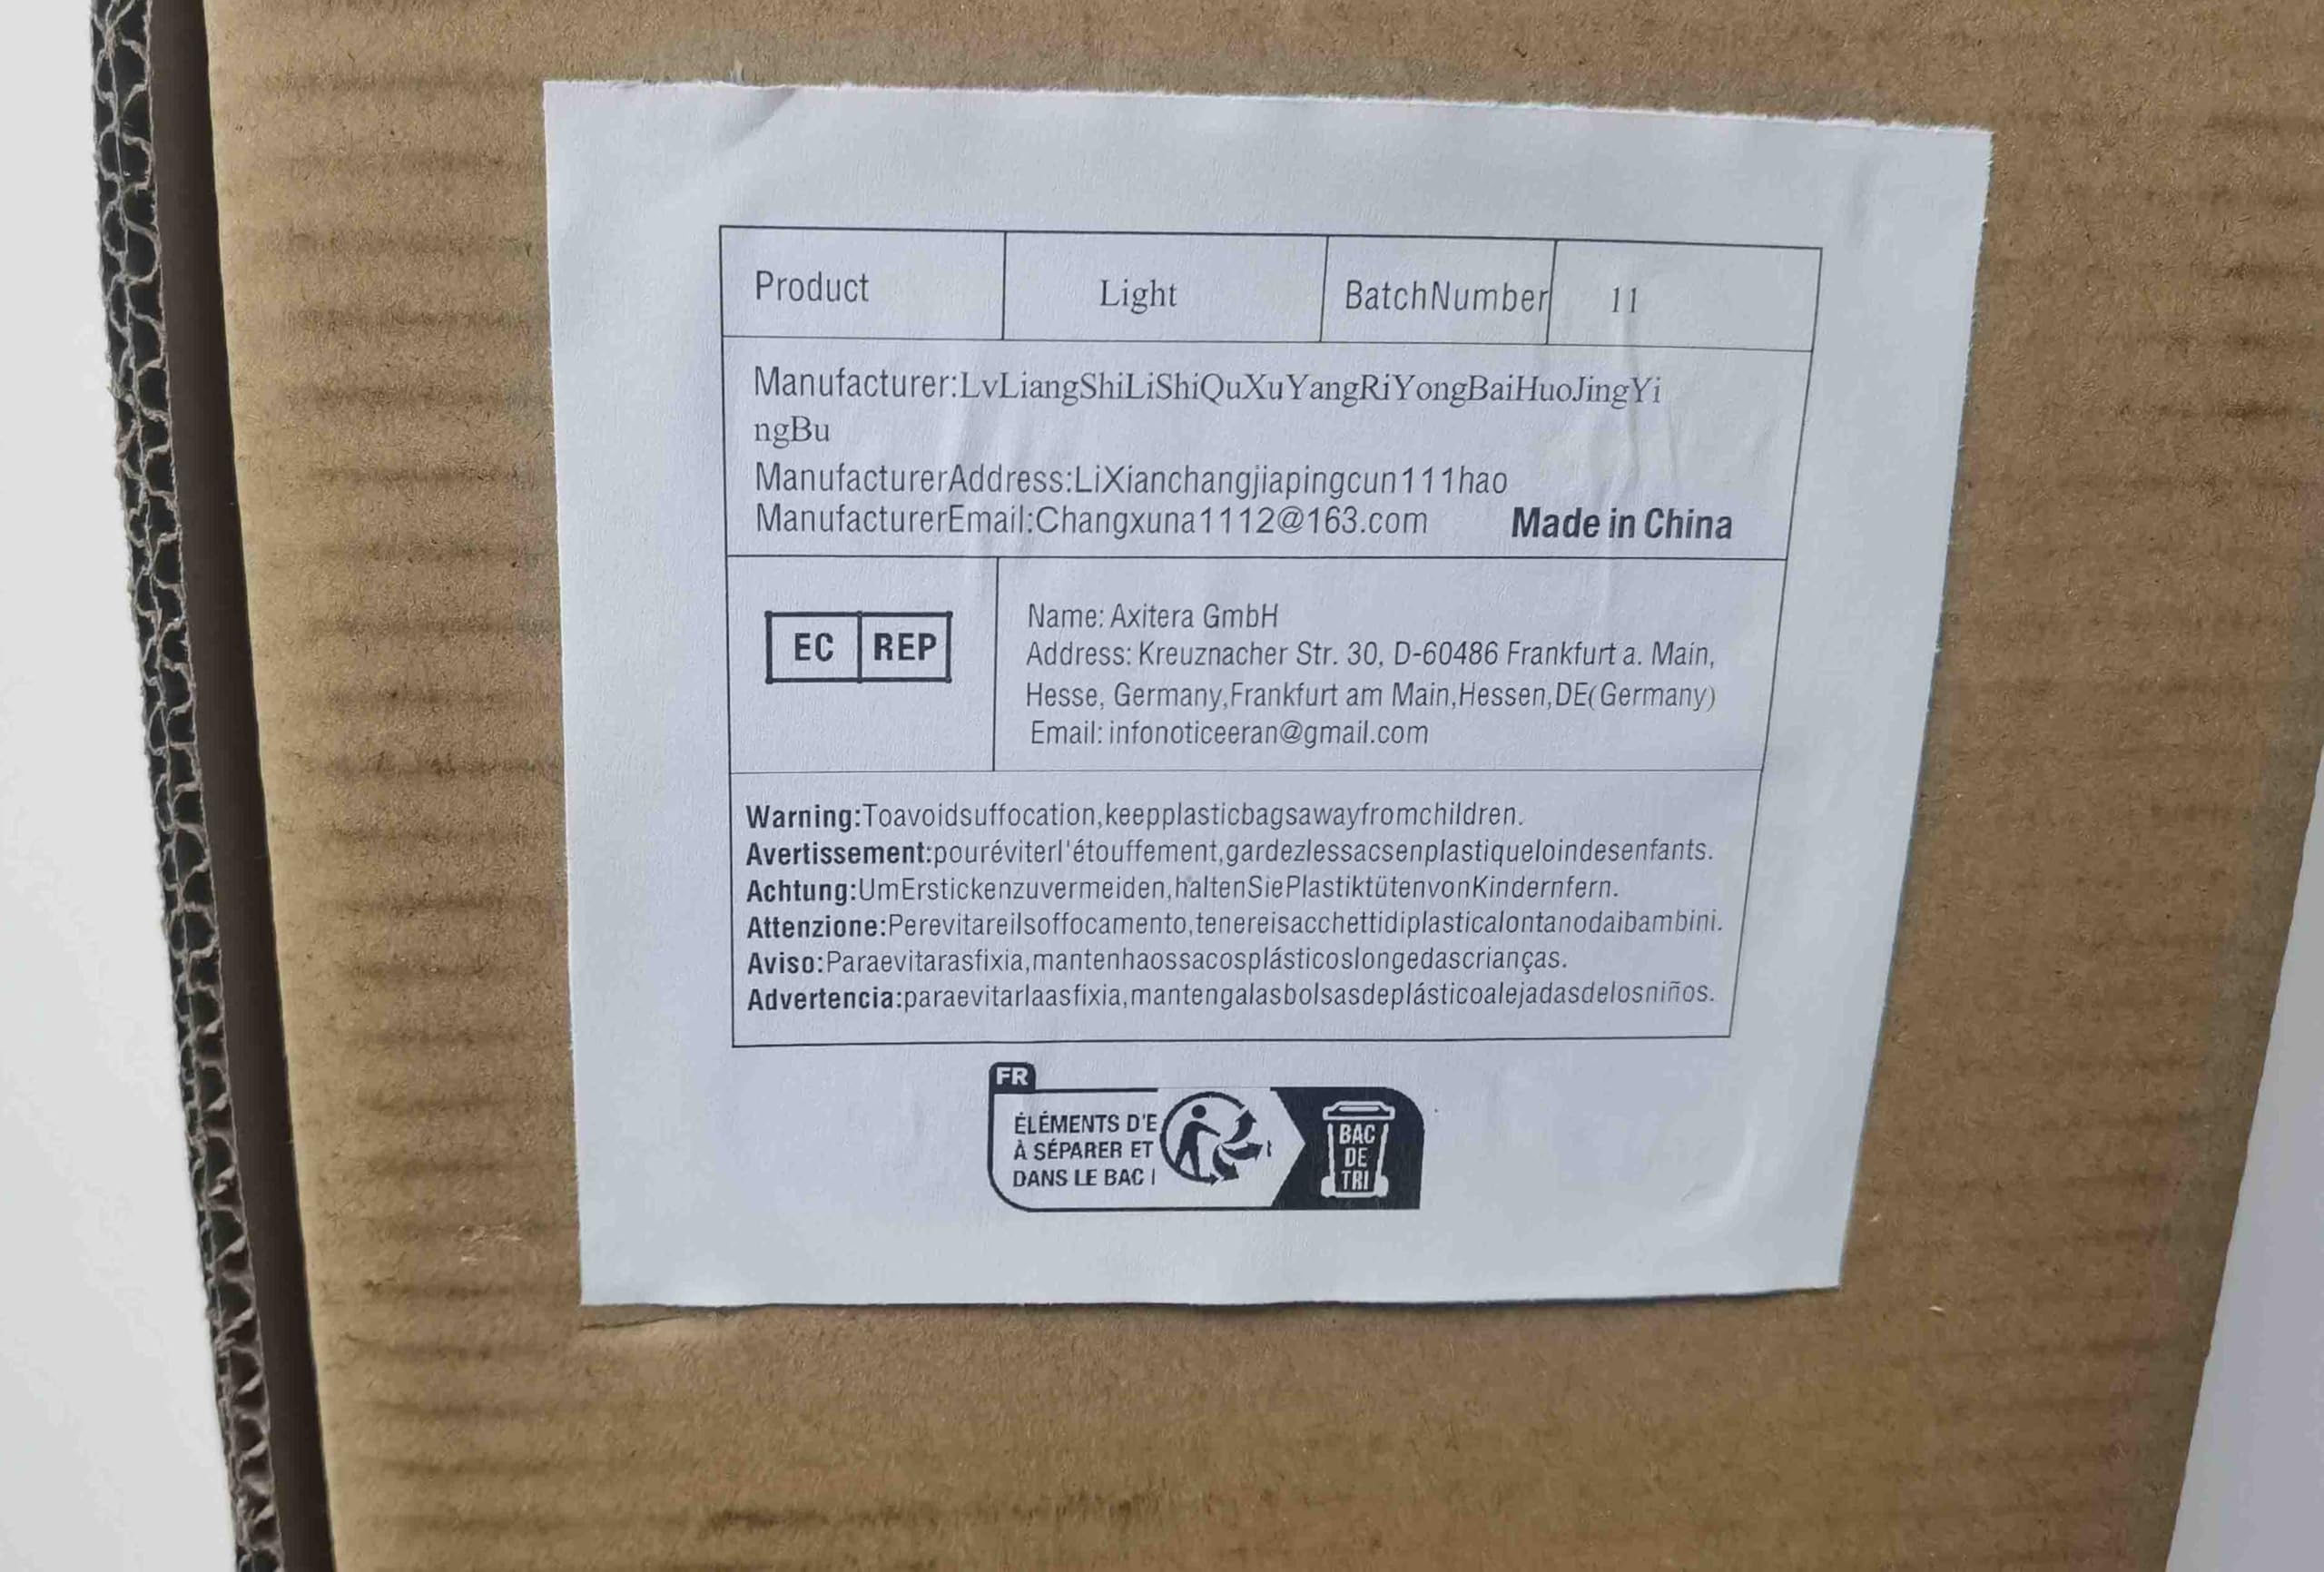 Product Light BatchNumber 11
Manufacturer:LvLiangShiLiShiQuXuYangRiYongBaiHuoJingYi
ngBu
ManufacturerAddress:LiXianchangjiapingcun111hao
ManufacturerEmail:Changxuna1112@163.com Made in China
EC REP
Name: Axitera GmbH
Address: Kreuznacher Str. 30, D-60486 Frankfurt a. Main,
Hesse, Germany,Frankfurt am Main,Hessen,DE(Germany)
Email: infonoticeeran@gmail.com
Warning:Toavoidsuffocation,keepplasticbagsawayfromchildren.
Avertissement:pouréviterl'étouffement,gardezlessacsenplastiqueloindesenfants.
Achtung:UmErstickenzuvermeiden,haltenSiePlastiktütenvonKindernfern.
Attenzione:Perevitareilsoffocamento,tenereisacchettidiplasticalontanodaibambini.
Aviso:Paraevitarasfixia,mantenhaossacosplásticoslongedascrianças.
Advertencia:paraevitarlaasfixia,mantengalasbolsasdeplásticoalejadasdelosniños.
FR
ÉLÉMENTS D'E
À SÉPARER ET
DANS LE BAC
BAC
DE
TRI